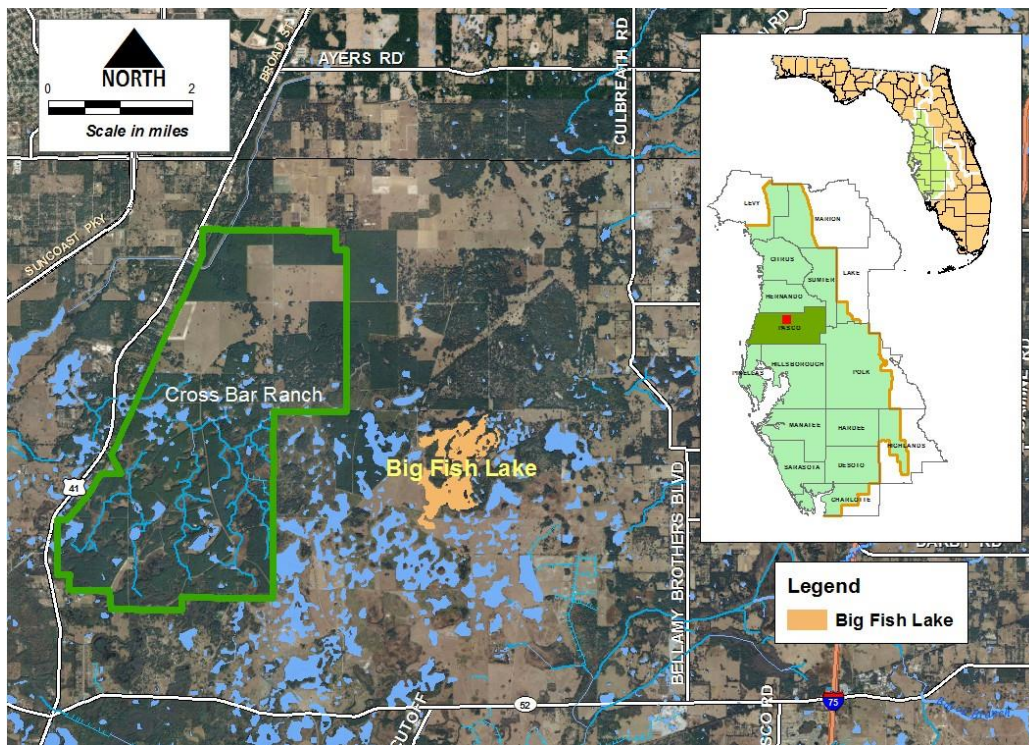 NORTH
0 2
Scale in miles
BROAD ST
AYERS RD
CULBREATH RD
SUNCOAST PKY
Cross Bar Ranch
Big Fish Lake
41
BELLAMY BROTHERS BLVD
52
CUTOFF
75
LEVY
MARION
CITRUS
SUMTER
LAKE
HERNANDO
PASCO
HILLSBOROUGH
PINELLAS
POLK
MANATEE
HARDEE
HIGHLANDS
SARASOTA
DESOTO
CHARLOTTE
Legend
Big Fish Lake